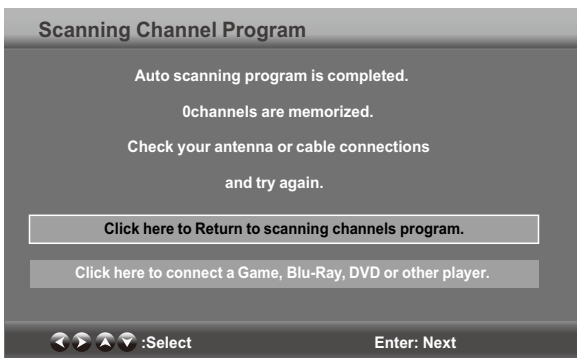 Scanning Channel Program
Auto scanning program is completed.
0channels are memorized.
Check your antenna or cable connections
and try again.
Click here to Return to scanning channels program.
Click here to connect a Game, Blu-Ray, DVD or other player.
:Select Enter: Next